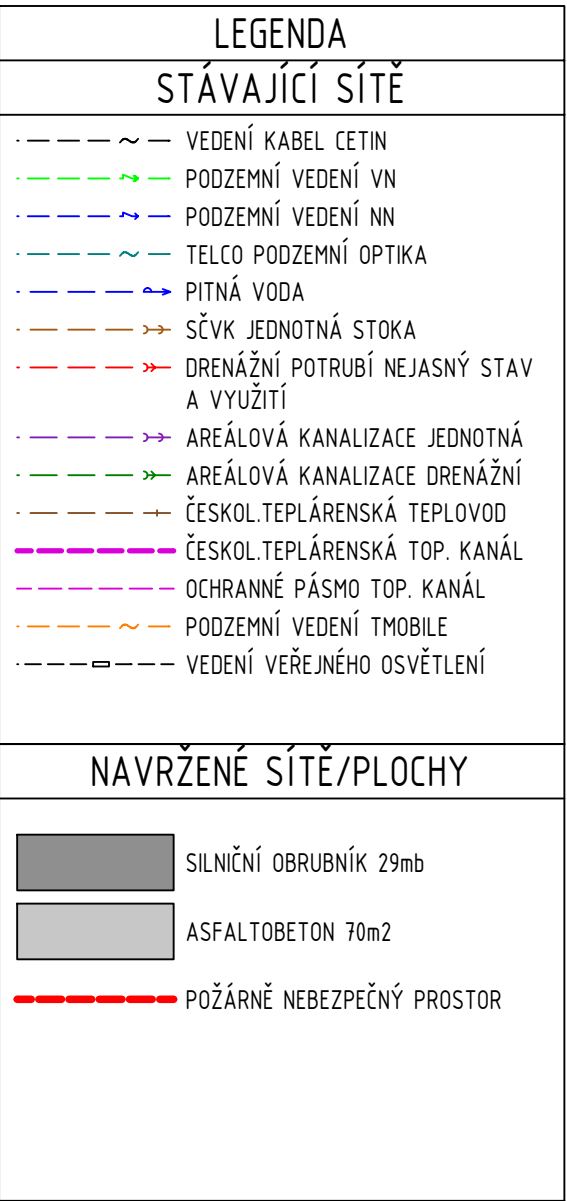 LEGENDA
STÁVAJÍCÍ SÍTĚ
VEDENÍ KABEL CETIN
PODZEMNÍ VEDENÍ VN
PODZEMNÍ VEDENÍ NN
TELCO PODZEMNÍ OPTIKA
PITNÁ VODA
SČVK JEDNOTNÁ STOKA
DRENÁŽNÍ POTRUBÍ NEJASNÝ STAV
A VYUŽITÍ
AREÁLOVÁ KANALIZACE JEDNOTNÁ
AREÁLOVÁ KANALIZACE DRENÁŽNÍ
ČESKOL.TEPLÁRENSKÁ TEPLOVOD
ČESKOL.TEPLÁRENSKÁ TOP. KANÁL
OCHRANNÉ PÁSMO TOP. KANÁL
PODZEMNÍ VEDENÍ TMOBILE
VEDENÍ VEŘEJNÉHO OSVĚTLENÍ
NAVRŽENÉ SÍTĚ/PLOCHY
SILNIČNÍ OBRUBNÍK 29mb
ASFALTOBETON 70m2
POŽÁRNĚ NEBEZPEČNÝ PROSTOR